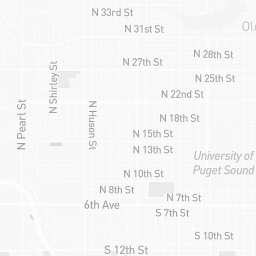 N 33rd St
Ol
N 31st St
N 28th St
N 27th St
N Shirley St
N 25th St
N 22nd St
N Pearl St
N Huson St
N 18th St
N 15th St
N 13th St
University of
Puget Sound
N 10th St
N 8th St
N 7th St
6th Ave
S 7th St
S 10th St
S 12th St